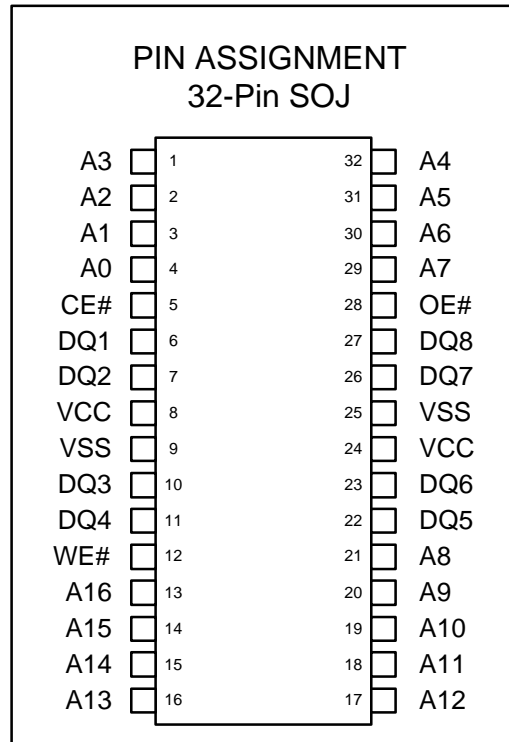 PIN ASSIGNMENT
32-Pin SOJ
A3 1 32 A4
A2 2 31 A5
A1 3 30 A6
A0 4 29 A7
CE# 5 28 OE#
DQ1 6 27 DQ8
DQ2 7 26 DQ7
VCC 8 25 VSS
VSS 9 24 VCC
DQ3 10 23 DQ6
DQ4 11 22 DQ5
WE# 12 21 A8
A16 13 20 A9
A15 14 19 A10
A14 15 18 A11
A13 16 17 A12